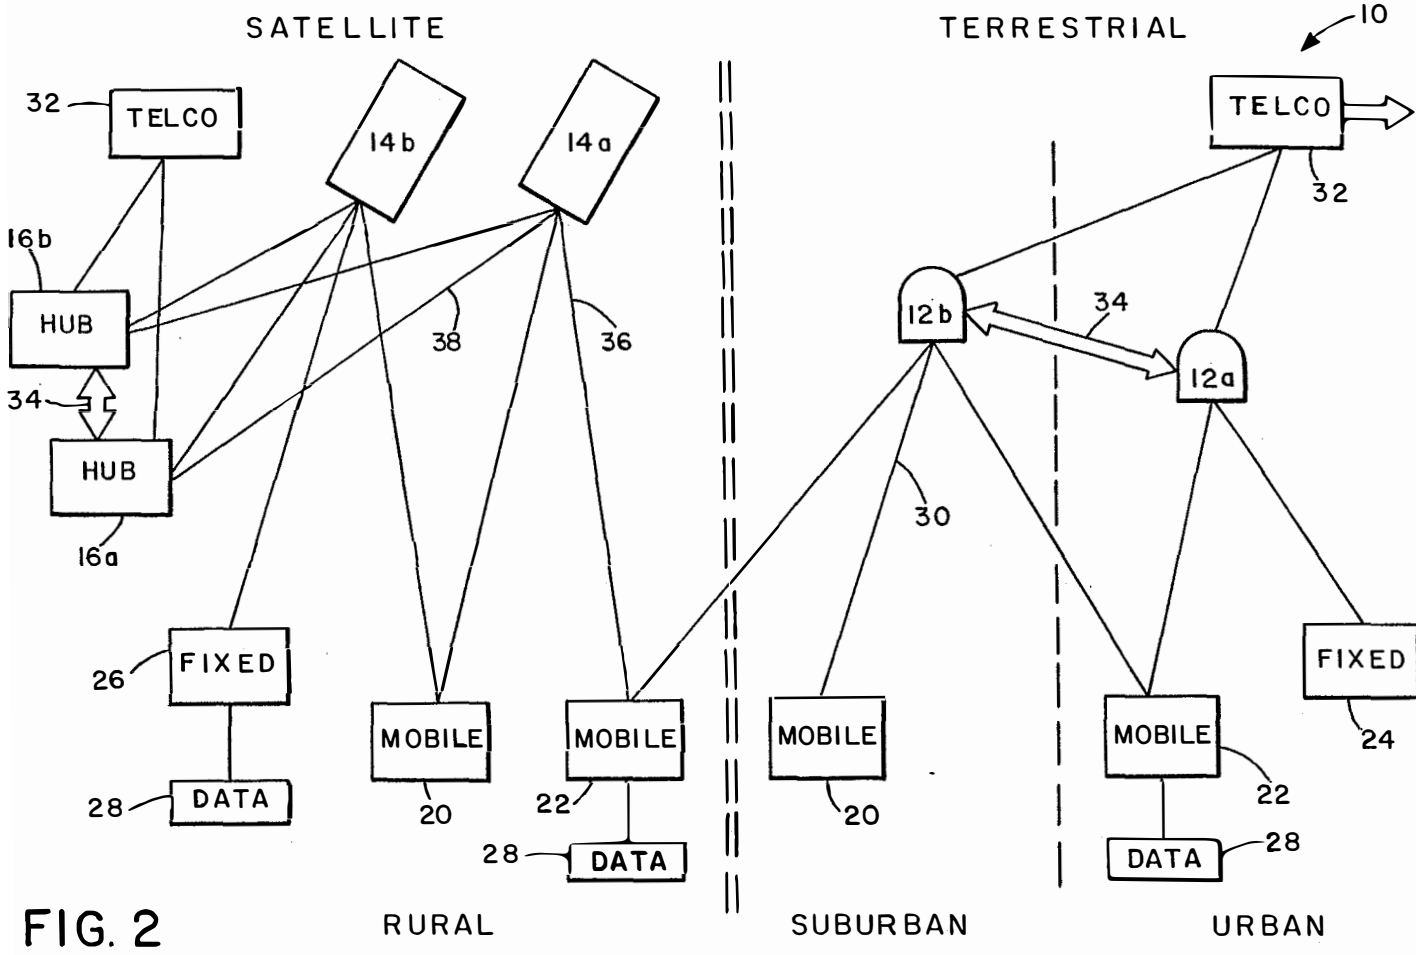 SATELLITE
TERRESTRIAL
10
32
TELCO
14b
14a
TELCO
32
16b
HUB
38
36
12b
34
12a
34
HUB
16a
30
26
FIXED
FIXED
24
MOBILE
MOBILE
MOBILE
MOBILE
28
DATA
20
22
20
22
28
DATA
DATA
28
FIG. 2
RURAL
SUBURBAN
URBAN